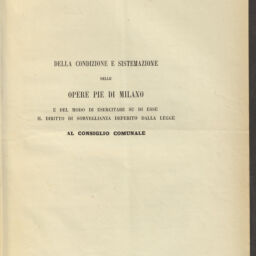 DELLA CONDIZIONE E SISTEMAZIONE
DELLE
OPERE PIE DI MILANO
E DEL MODO DI ESERCITARE SU DI ESSE
IL DIRITTO DI SORVEGLIANZA DEFERITO DALLA LEGGE
AL CONSIGLIO COMUNALE